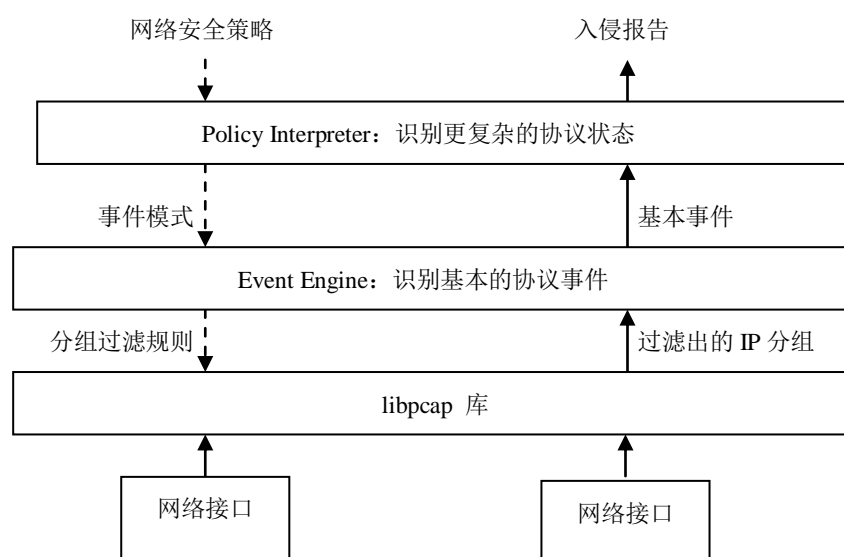 网络安全策略
入侵报告
Policy Interpreter：识别更复杂的协议状态
事件模式
基本事件
Event Engine：识别基本的协议事件
分组过滤规则
过滤出的 IP 分组
libpcap 库
网络接口
网络接口